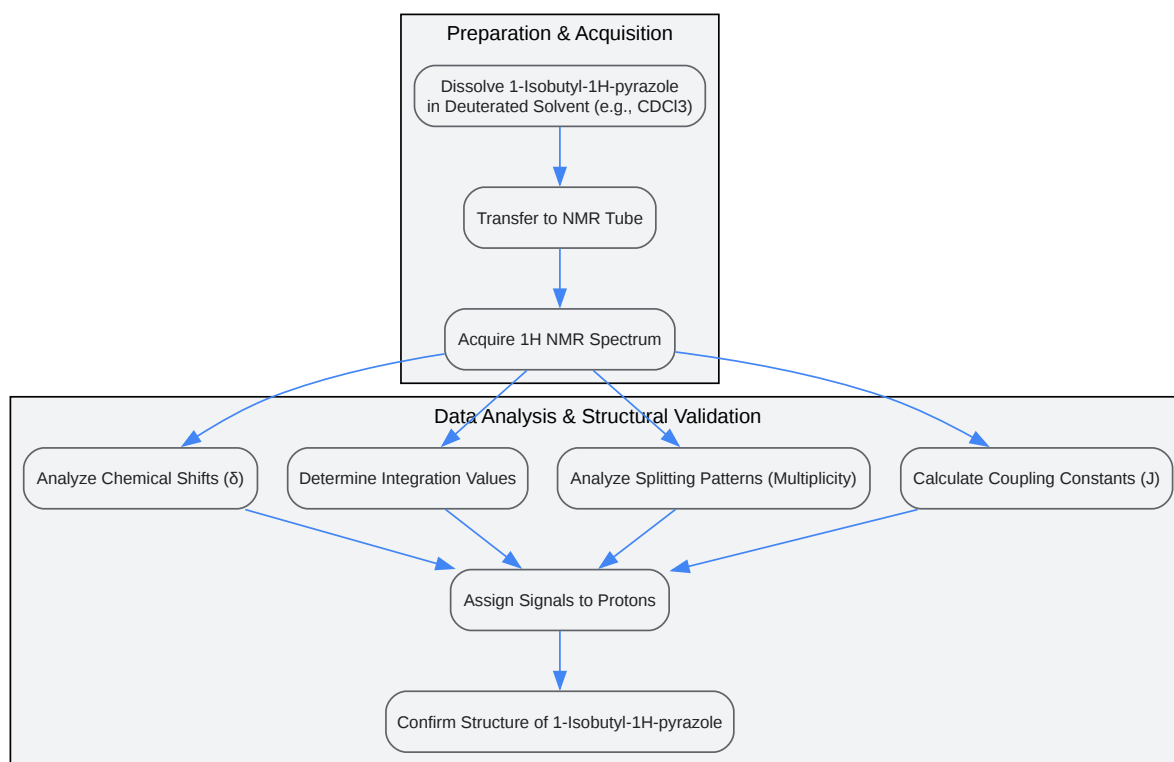 Preparation & Acquisition
Dissolve 1-Isobutyl-1H-pyrazole
in Deuterated Solvent (e.g., CDCl3)
Transfer to NMR Tube
Acquire 1H NMR Spectrum
Data Analysis & Structural Validation
Analyze Chemical Shifts (δ)
Determine Integration Values
Analyze Splitting Patterns (Multiplicity)
Calculate Coupling Constants (J)
Assign Signals to Protons
Confirm Structure of 1-Isobutyl-1H-pyrazole